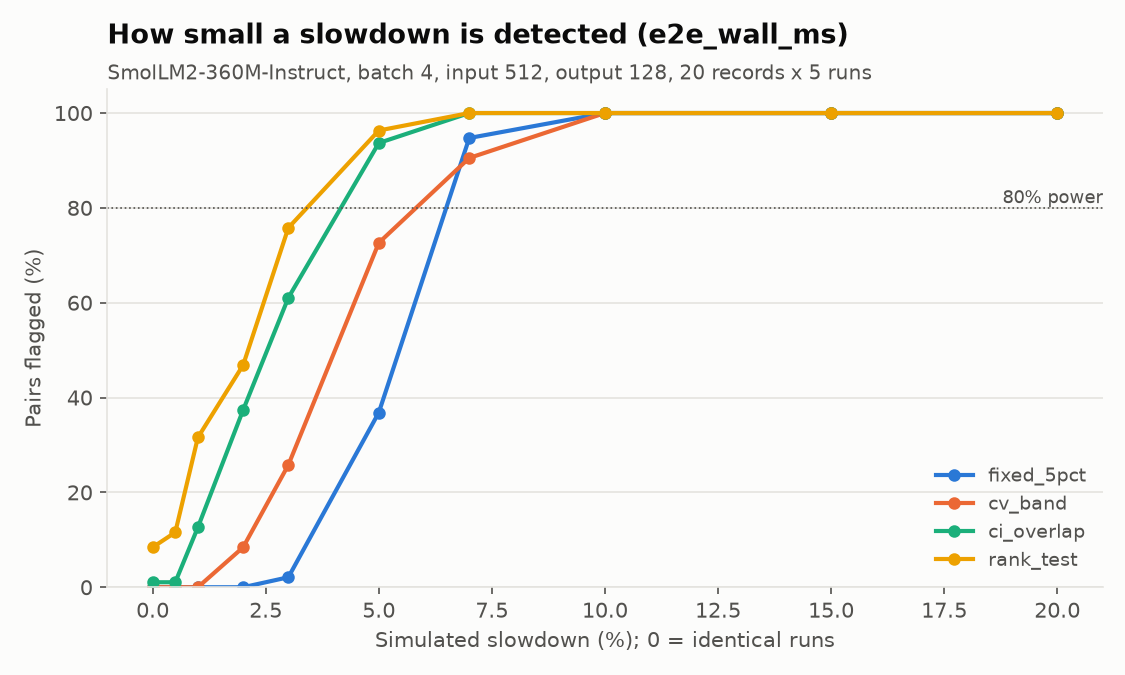 How small a slowdown is detected (e2e_wall_ms)
SmolLM2-360M-Instruct, batch 4, input 512, output 128, 20 records x 5 runs
100
80
60
40
20
0
Pairs flagged (%)
80% power
fixed_5pct
cv_band
ci_overlap
rank_test
0.0
2.5
5.0
7.5
10.0
12.5
15.0
17.5
20.0
Simulated slowdown (%); 0 = identical runs